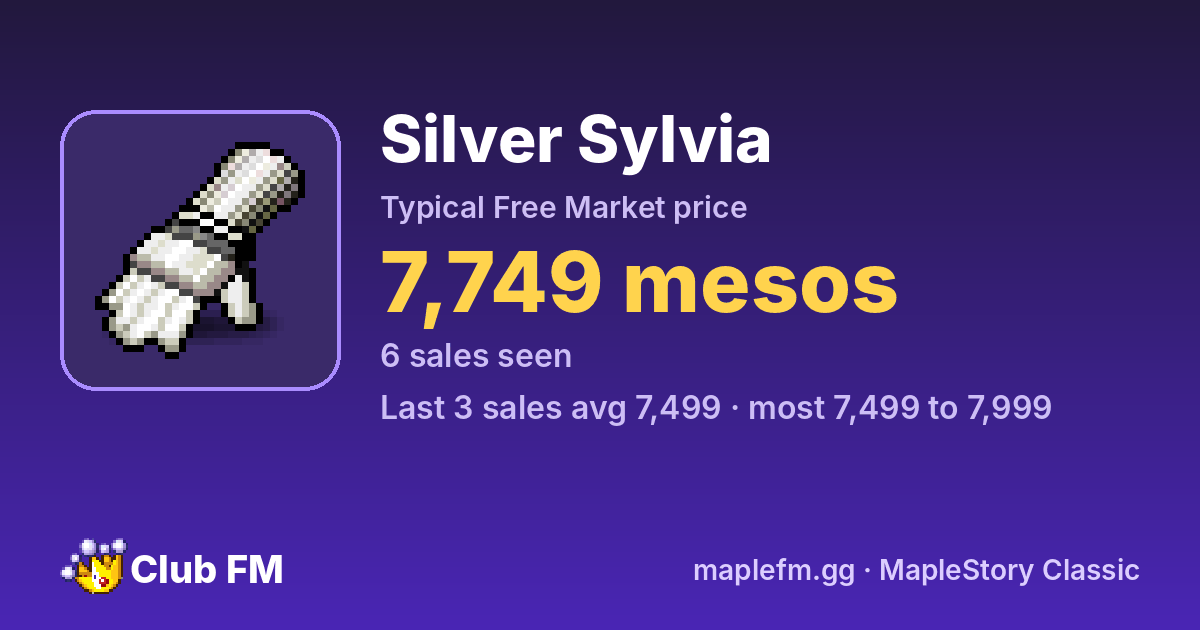 Silver Sylvia
Typical Free Market price
7,749 mesos
6 sales seen
Last 3 sales avg 7,499 · most 7,499 to 7,999
Club FM
maplefm.gg · MapleStory Classic